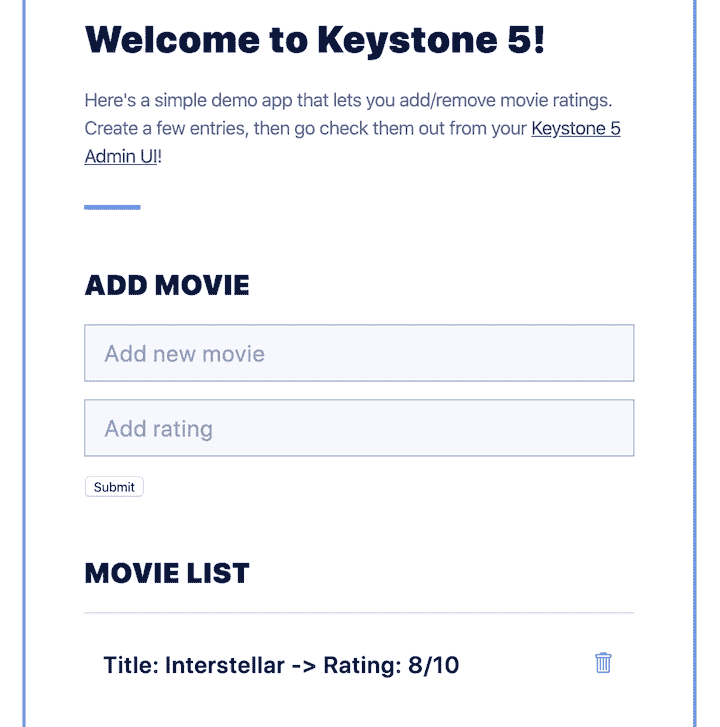 Welcome to Keystone 5!
Here's a simple demo app that lets you add/remove movie ratings.
Create a few entries, then go check them out from your Keystone 5
Admin UI!
ADD MOVIE
Add new movie
Add rating
Submit
MOVIE LIST
Title: Interstellar -> Rating: 8/10